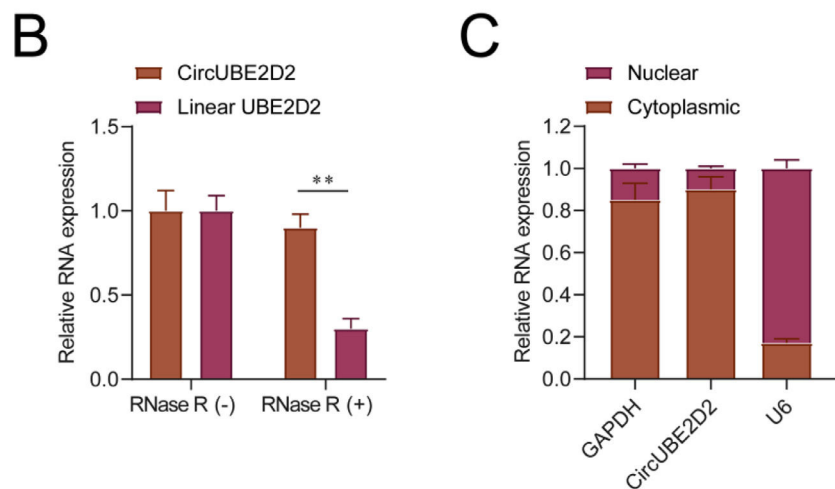 B
CircUBE2D2
Linear UBE2D2
Relative RNA expression
1.5
1.0
0.5
0.0
**
RNase R (-)
RNase R (+)
C
Nuclear
Cytoplasmic
Relative RNA expression
1.2
1.0
0.8
0.6
0.4
0.2
0.0
GAPDH
CircUBE2D2
U6